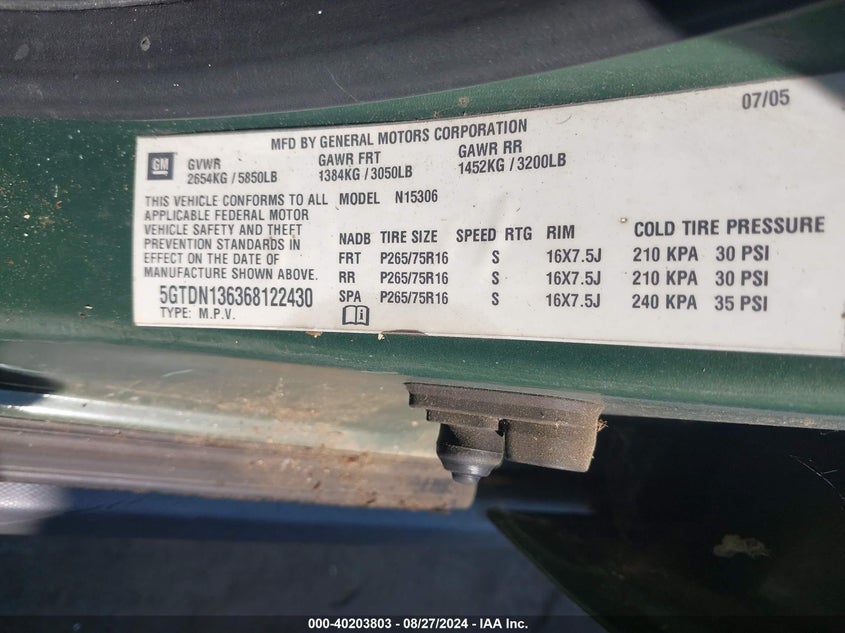 07/05
MFD BY GENERAL MOTORS CORPORATION
GM GVWR GAWR FRT GAWR RR
2654KG / 5850LB 1384KG / 3050LB 1452KG / 3200LB
THIS VEHICLE CONFORMS TO ALL MODEL N15306
APPLICABLE FEDERAL MOTOR
VEHICLE SAFETY AND THEFT
PREVENTION STANDARDS IN
EFFECT ON THE DATE OF
MANUFACTURE SHOWN ABOVE.
5GTDN136368122430
TYPE: M.P.V.
NADB TIRE SIZE SPEED RTG RIM COLD TIRE PRESSURE
FRT P265/75R16 S 16X7.5J 210 KPA 30 PSI
RR P265/75R16 S 16X7.5J 210 KPA 30 PSI
SPA P265/75R16 S 16X7.5J 240 KPA 35 PSI
000-40203803 - 08/27/2024 - IAA Inc.